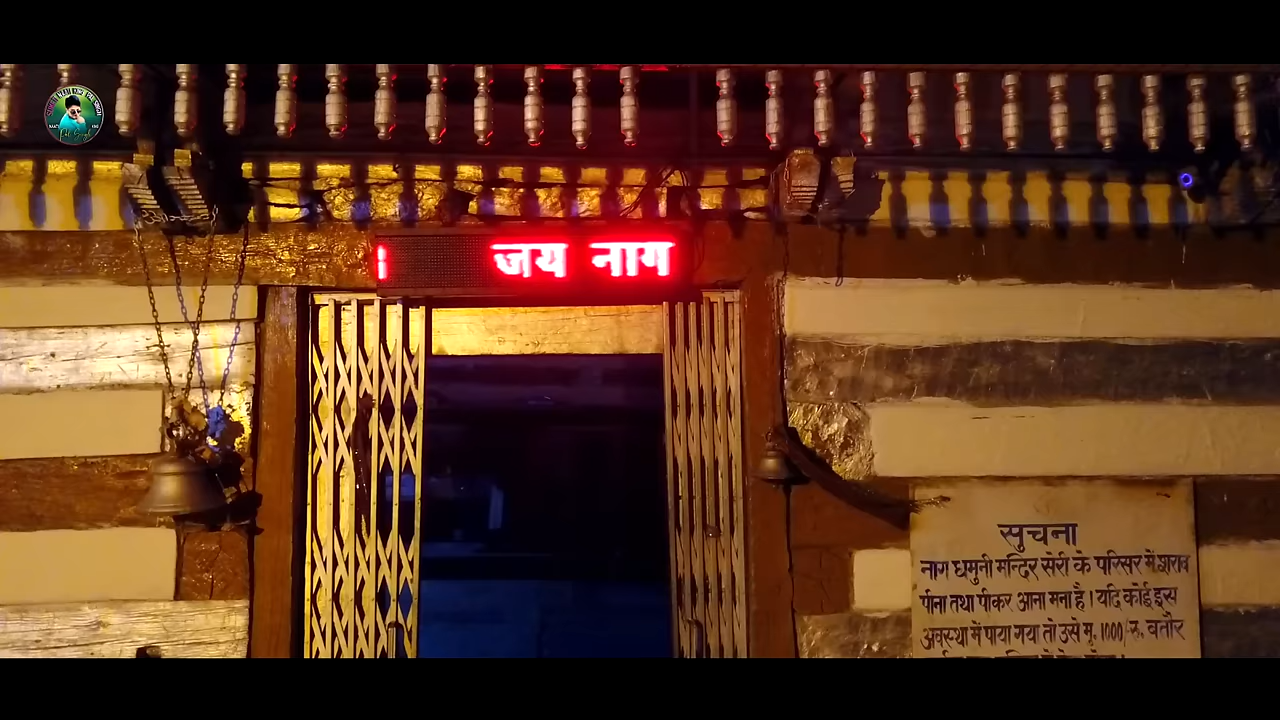 जय नाग
सुचना
नाग धमुनी मन्दिर सेरी के परिसर में शराब
पीना तथा पीकर आना मना है। यदि कोई इस
अवस्था में पाया गया तो उसे मु. 1000/-रु. बतौर